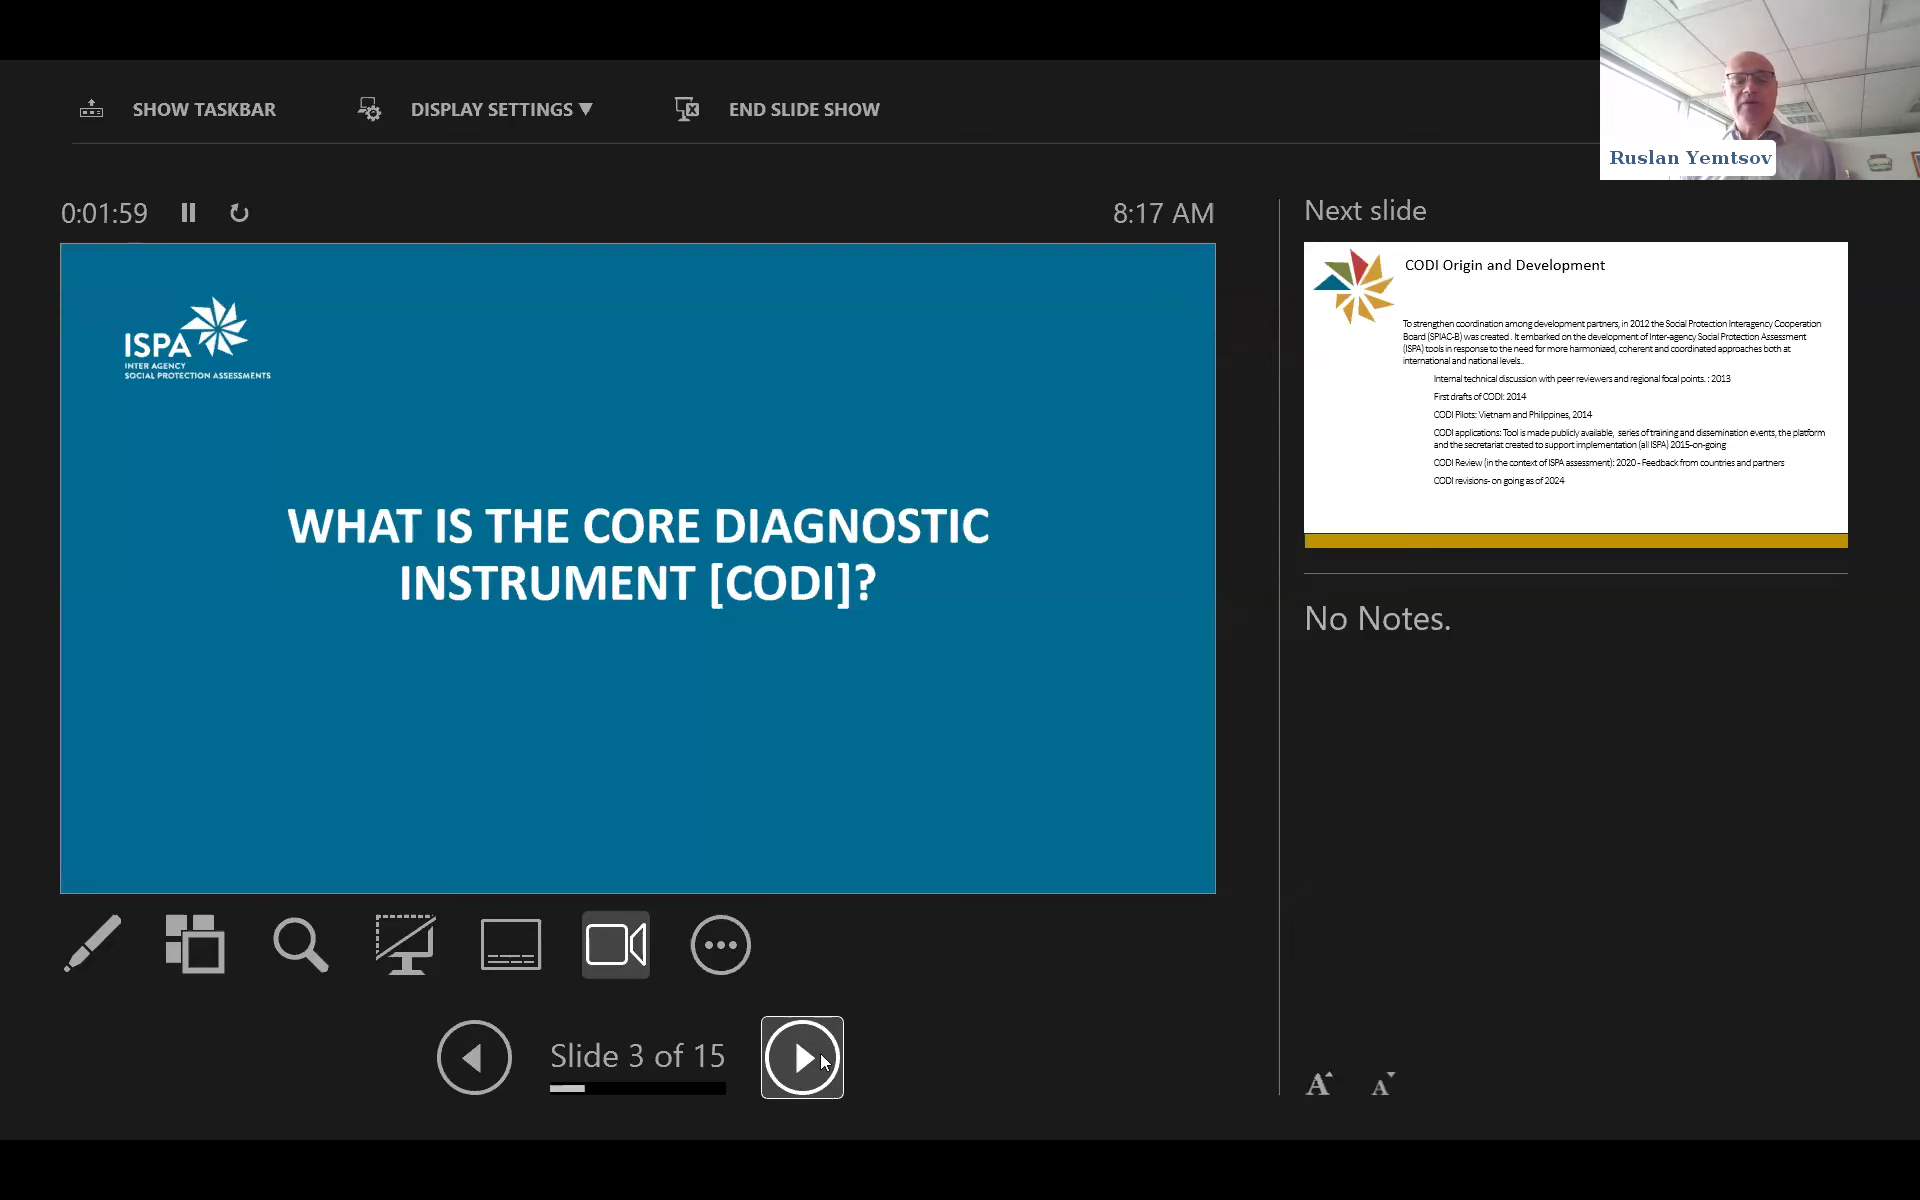 SHOW TASKBAR
DISPLAY SETTINGS ▼
END SLIDE SHOW
Ruslan Yemtsov
0:01:59
8:17 AM
ISPA
INTER AGENCY
SOCIAL PROTECTION ASSESSMENTS
WHAT IS THE CORE DIAGNOSTIC
INSTRUMENT [CODI]?
Slide 3 of 15
Next slide
CODI Origin and Development
To strengthen coordination among development partners, in 2012 the Social Protection Interagency Cooperation
Board (SPIAC-B) was created . It embarked on the development of Inter-agency Social Protection Assessment
(ISPA) tools in response to the need for more harmonized, coherent and coordinated approaches both at
international and national levels..
Internal technical discussion with peer reviewers and regional focal points. : 2013
First drafts of CODI: 2014
CODI Pilots: Vietnam and Philippines, 2014
CODI applications: Tool is made publicly available, series of training and dissemination events, the platform
and the secretariat created to support implementation (all ISPA) 2015-on-going
CODI Review (in the context of ISPA assessment): 2020 - Feedback from countries and partners
CODI revisions- on going as of 2024
No Notes.
A A